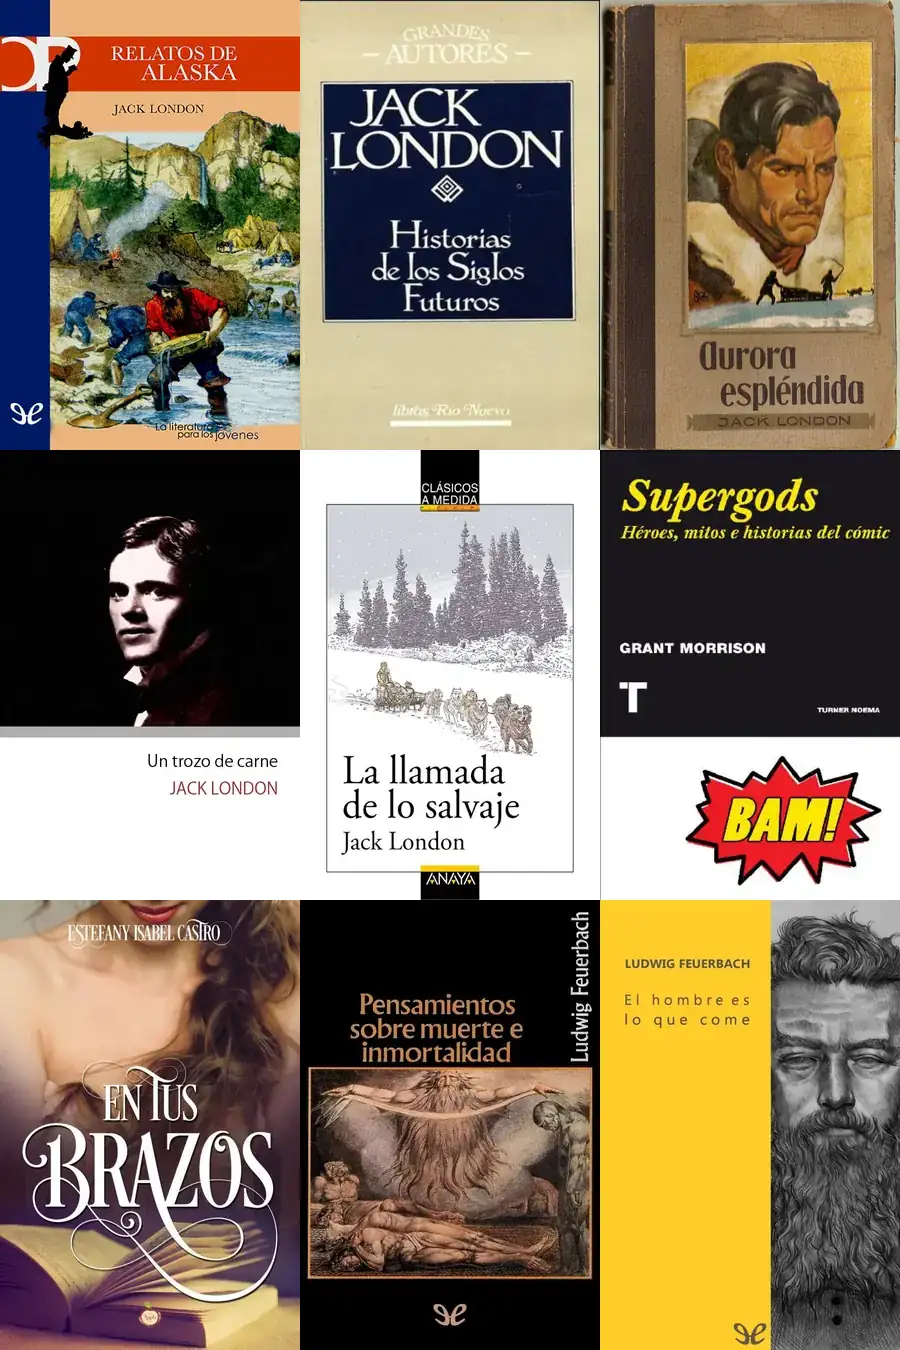 RELATOS DE
ALASKA
JACK LONDON
La literatura
para los jóvenes
GRANDES
AUTORES
JACK
LONDON
Historias
de los Siglos
Futuros
libros Rio Nuevo
aurora
espléndida
JACK LONDON
Un trozo de carne
JACK LONDON
CLÁSICOS
A MEDIDA
La llamada
de lo salvaje
Jack London
ANAYA
Supergods
Héroes, mitos e historias del cómic
GRANT MORRISON
T
TURNER NOEMA
BAM!
ESTEFANY ISABEL CASTRO
EN TUS
BRAZOS
Ludwig Feuerbach
Pensamientos
sobre muerte e
inmortalidad
LUDWIG FEUERBACH
El hombre es
lo que come